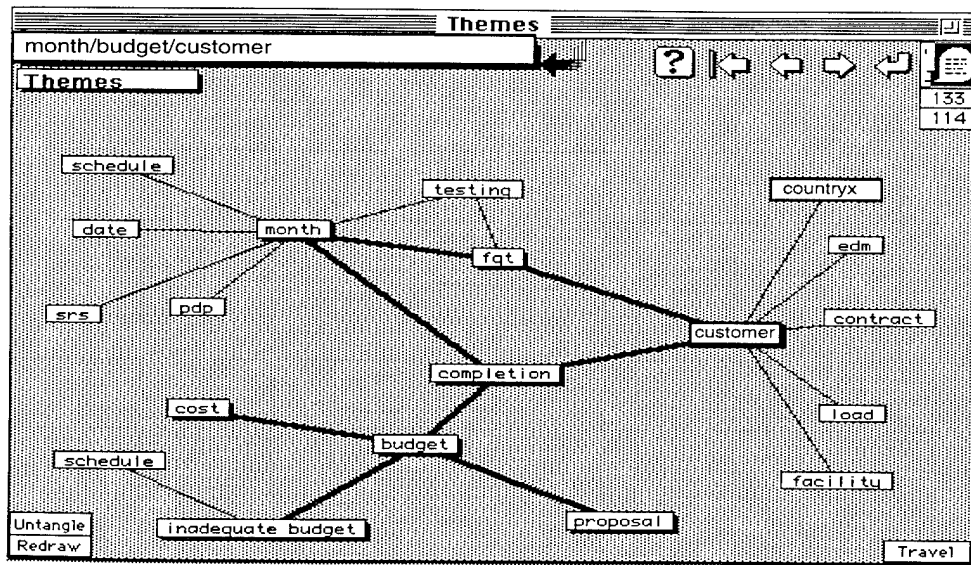 Themes
month/budget/customer
?
Themes
133
114
schedule
testing
countryx
date
month
edm
fqt
srs
pdp
contract
customer
completion
cost
load
budget
schedule
facility
inadequate budget
proposal
Untangle
Redraw
Travel